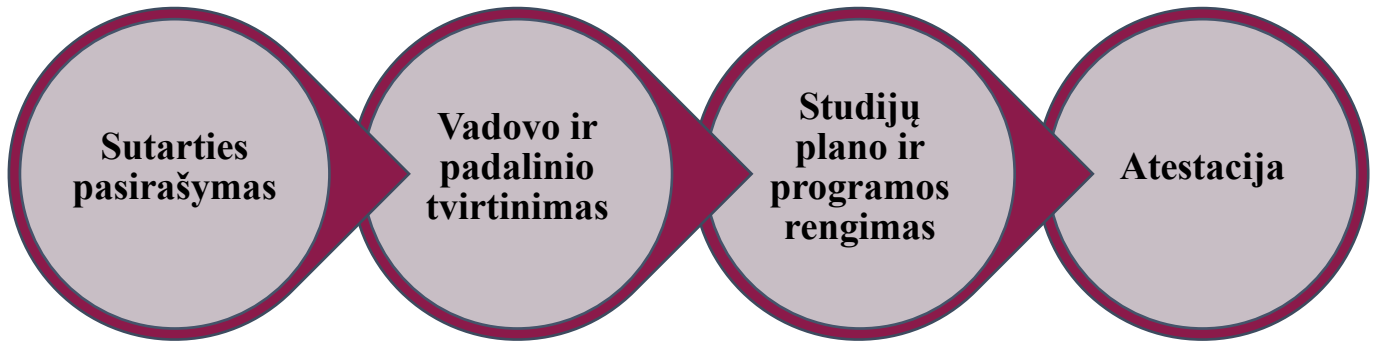 Sutarties
pasirašymas
Vadovo ir
padalinio
tvirtinimas
Studijų
plano ir
programos
rengimas
Atestacija